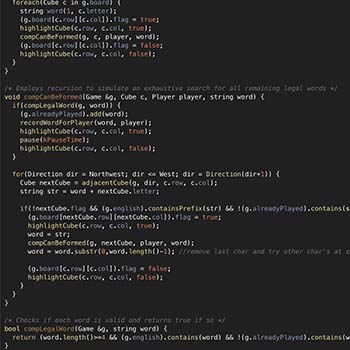 foreach(Cube c in g.board) {
string word(1, c.letter);
(g.board[c.row][c.col]).flag = true;
highlightCube(c.row, c.col, true);
compCanBeFormed(g, c, player, word);
(g.board[c.row][c.col]).flag = false;
highlightCube(c.row, c.col, false);
}
}
/* Employs recursion to simulate an exhaustive search for all remaining legal words */
void compCanBeFormed(Game &g, Cube c, Player player, string word) {
if(compLegalWord(g, word)) {
(g.alreadyPlayed).add(word);
recordWordForPlayer(word, player);
highlightCube(c.row, c.col, true);
pause(kPauseTime);
highlightCube(c.row, c.col, false);
}
for(Direction dir = Northwest; dir <= West; dir = Direction(dir+1)) {
Cube nextCube = adjacentCube(g, dir, c.row, c.col);
string str = word + nextCube.letter;
if(!nextCube.flag && (g.english).containsPrefix(str) && !(g.alreadyPlayed).contains(s
(g.board[nextCube.row][nextCube.col]).flag = true;
highlightCube(c.row, c.col, true);
word = str;
compCanBeFormed(g, nextCube, player, word);
word = word.substr(0,word.length()-1); //remove last char and try other char's at o
(g.board[c.row][c.col]).flag = false;
highlightCube(c.row, c.col, false);
}
}
}
/* Checks if each word is valid and returns true if so */
bool compLegalWord(Game &g, string word) {
return (word.length()>=4 && (g.english).contains(word) && !(g.alreadyPlayed).contains(wo
}